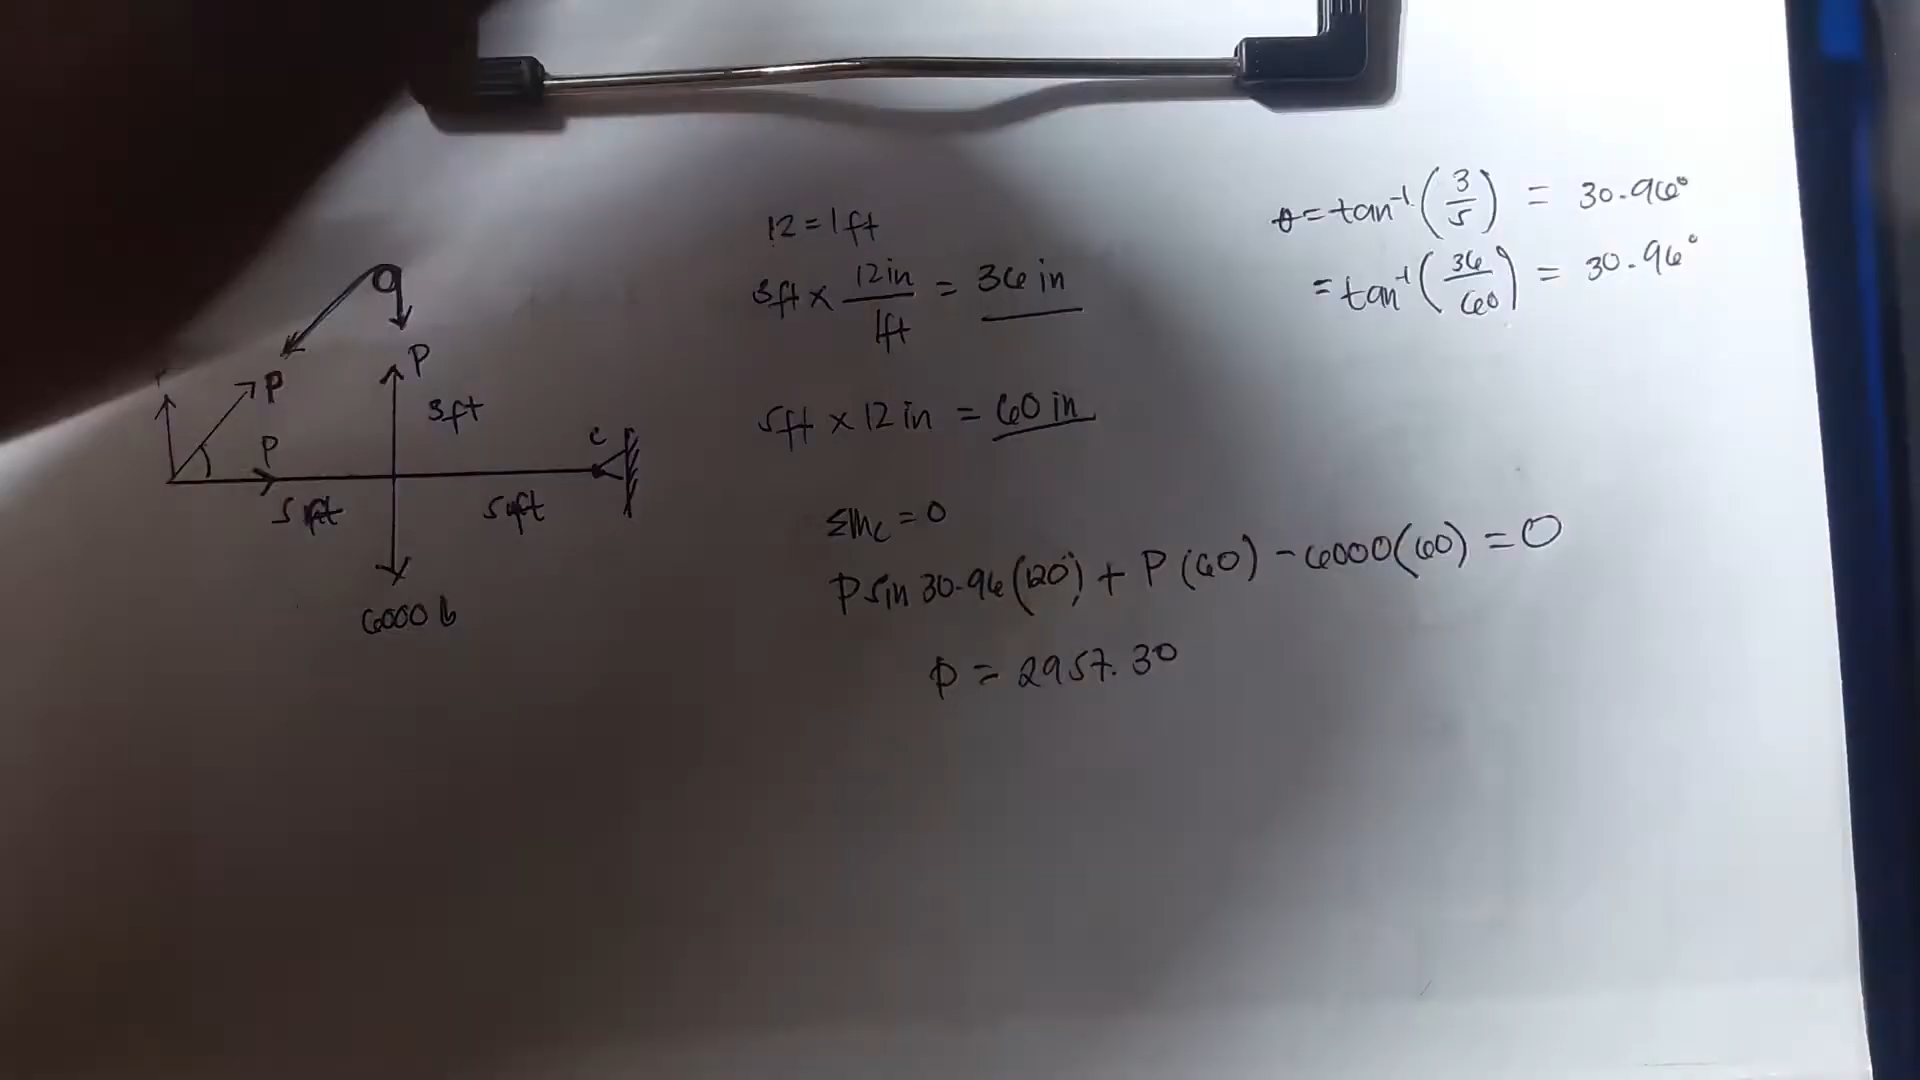 P
P
3ft
P
C
5 ft
5 ft
6000 lb
12 = 1ft
3ft x 12in / 1ft = 36 in
5ft x 12 in = 60 in
ΣMc = 0
P sin 30.96 (120) + P (60) - 6000 (60) = 0
P = 2957.30
θ = tan⁻¹ (3/5) = 30.96°
= tan⁻¹ (36/60) = 30.96°